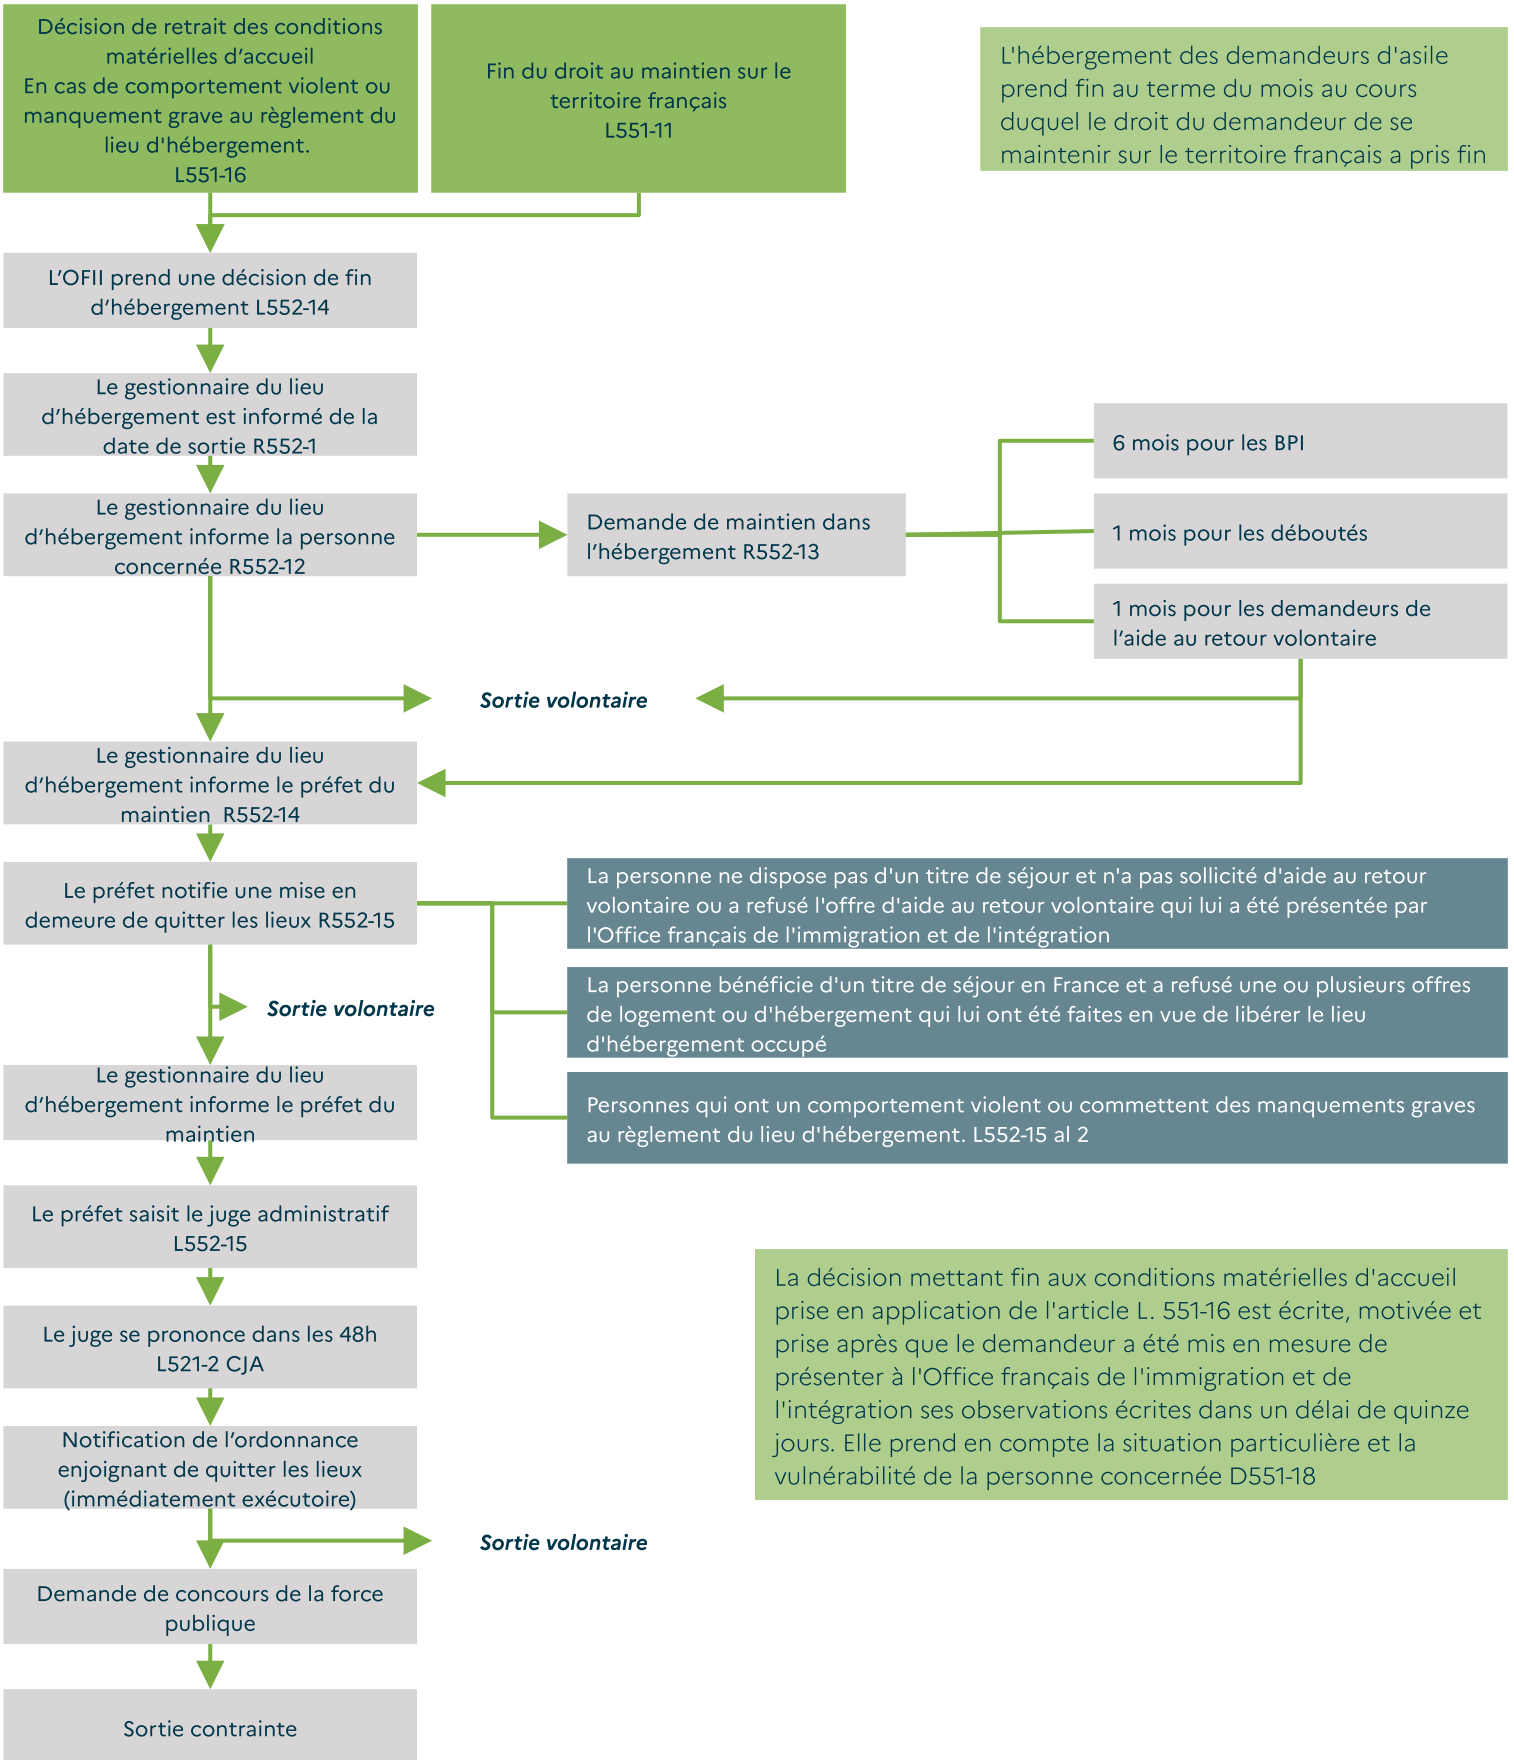 Décision de retrait des conditions
matérielles d’accueil
En cas de comportement violent ou
manquement grave au règlement du
lieu d'hébergement.
L551-16
Fin du droit au maintien sur le
territoire français
L551-11
L'hébergement des demandeurs d'asile
prend fin au terme du mois au cours
duquel le droit du demandeur de se
maintenir sur le territoire français a pris fin
L’OFII prend une décision de fin
d’hébergement L552-14
Le gestionnaire du lieu
d’hébergement est informé de la
date de sortie R552-1
Le gestionnaire du lieu
d’hébergement informe la personne
concernée R552-12
Demande de maintien dans
l’hébergement R552-13
6 mois pour les BPI
1 mois pour les déboutés
1 mois pour les demandeurs de
l’aide au retour volontaire
Sortie volontaire
Le gestionnaire du lieu
d’hébergement informe le préfet du
maintien  R552-14
Le préfet notifie une mise en
demeure de quitter les lieux R552-15
La personne ne dispose pas d'un titre de séjour et n'a pas sollicité d'aide au retour
volontaire ou a refusé l'offre d'aide au retour volontaire qui lui a été présentée par
l'Office français de l'immigration et de l'intégration
La personne bénéficie d'un titre de séjour en France et a refusé une ou plusieurs offres
de logement ou d'hébergement qui lui ont été faites en vue de libérer le lieu
d'hébergement occupé
Personnes qui ont un comportement violent ou commettent des manquements graves
au règlement du lieu d'hébergement. L552-15 al 2
Sortie volontaire
Le gestionnaire du lieu
d’hébergement informe le préfet du
maintien
Le préfet saisit le juge administratif
L552-15
Le juge se prononce dans les 48h
L521-2 CJA
Notification de l’ordonnance
enjoignant de quitter les lieux
(immédiatement exécutoire)
La décision mettant fin aux conditions matérielles d'accueil
prise en application de l'article L. 551-16 est écrite, motivée et
prise après que le demandeur a été mis en mesure de
présenter à l'Office français de l'immigration et de
l'intégration ses observations écrites dans un délai de quinze
jours. Elle prend en compte la situation particulière et la
vulnérabilité de la personne concernée D551-18
Sortie volontaire
Demande de concours de la force
publique
Sortie contrainte